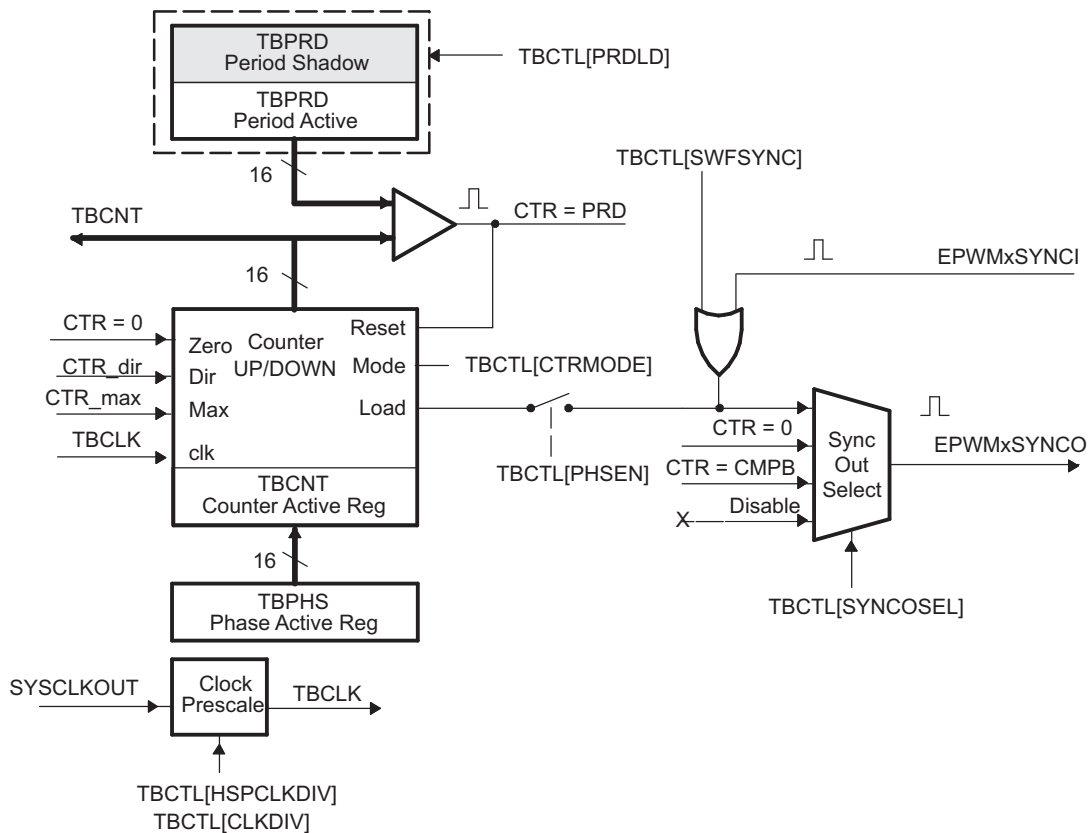 TBPRD
Period Shadow
TBPRD
Period Active
TBCTL[PRDLD]
16
TBCTL[SWFSYNC]
TBCNT
CTR = PRD
EPWMxSYNCI
16
CTR = 0
CTR_dir
CTR_max
TBCLK
Zero
Dir
Max
clk
Counter
UP/DOWN
Reset
Mode
Load
TBCTL[CTRMODE]
TBCTL[PHSEN]
CTR = 0
CTR = CMPB
Disable
X
Sync
Out
Select
EPWMxSYNCO
TBCNT
Counter Active Reg
16
TBPHS
Phase Active Reg
TBCTL[SYNCOSEL]
SYSCLKOUT
Clock
Prescale
TBCLK
TBCTL[HSPCLKDIV]
TBCTL[CLKDIV]